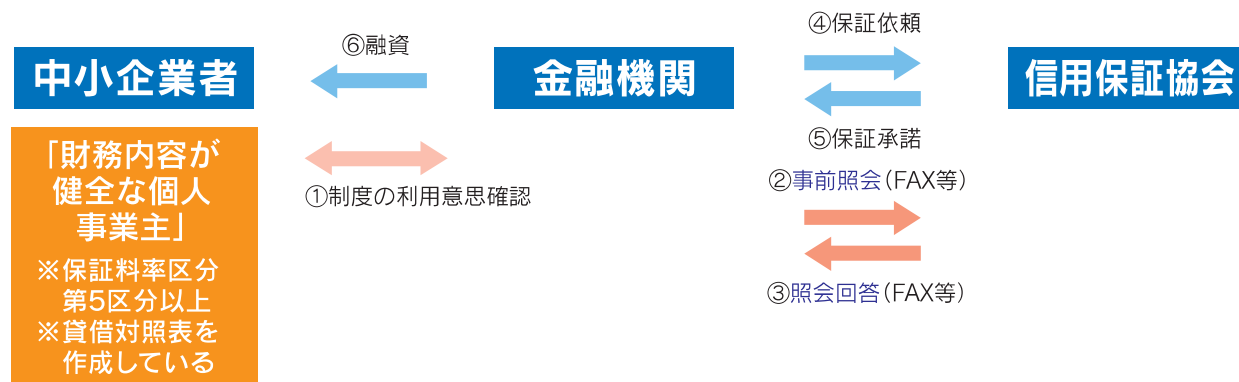 中小企業者
「財務内容が
健全な個人
事業主」
※保証料率区分
第5区分以上
※貸借対照表を
作成している
⑥融資
①制度の利用意思確認
金融機関
④保証依頼
⑤保証承諾
②事前照会(FAX等)
③照会回答(FAX等)
信用保証協会